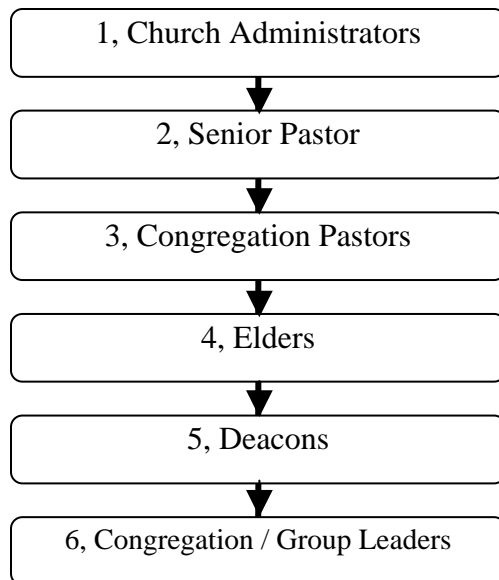 1, Church Administrators
2, Senior Pastor
3, Congregation Pastors
4, Elders
5, Deacons
6, Congregation / Group Leaders